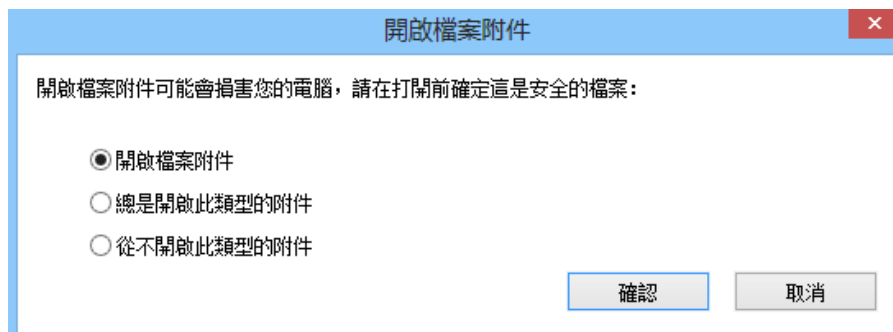 開啟檔案附件
開啟檔案附件可能會損害您的電腦，請在打開前確定這是安全的檔案：
開啟檔案附件
總是開啟此類型的附件
從不開啟此類型的附件
確認 取消